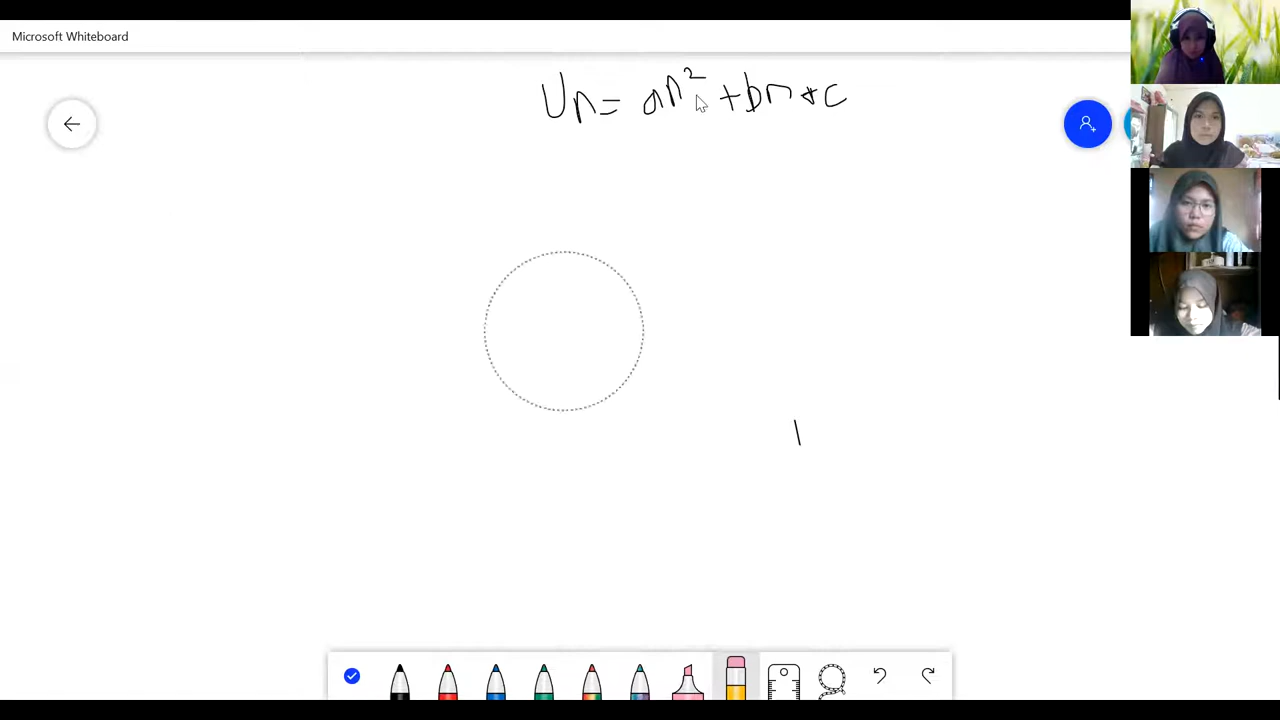 Microsoft Whiteboard
Un = an² + bn + c